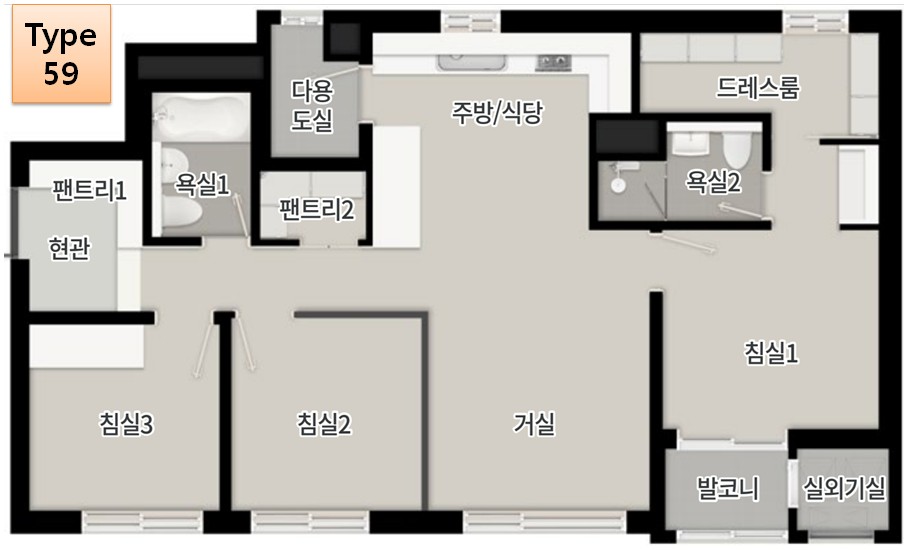 Type
59
다용
도실
주방/식당
드레스룸
팬트리1
욕실1
팬트리2
욕실2
현관
침실1
침실3
침실2
거실
발코니
실외기실